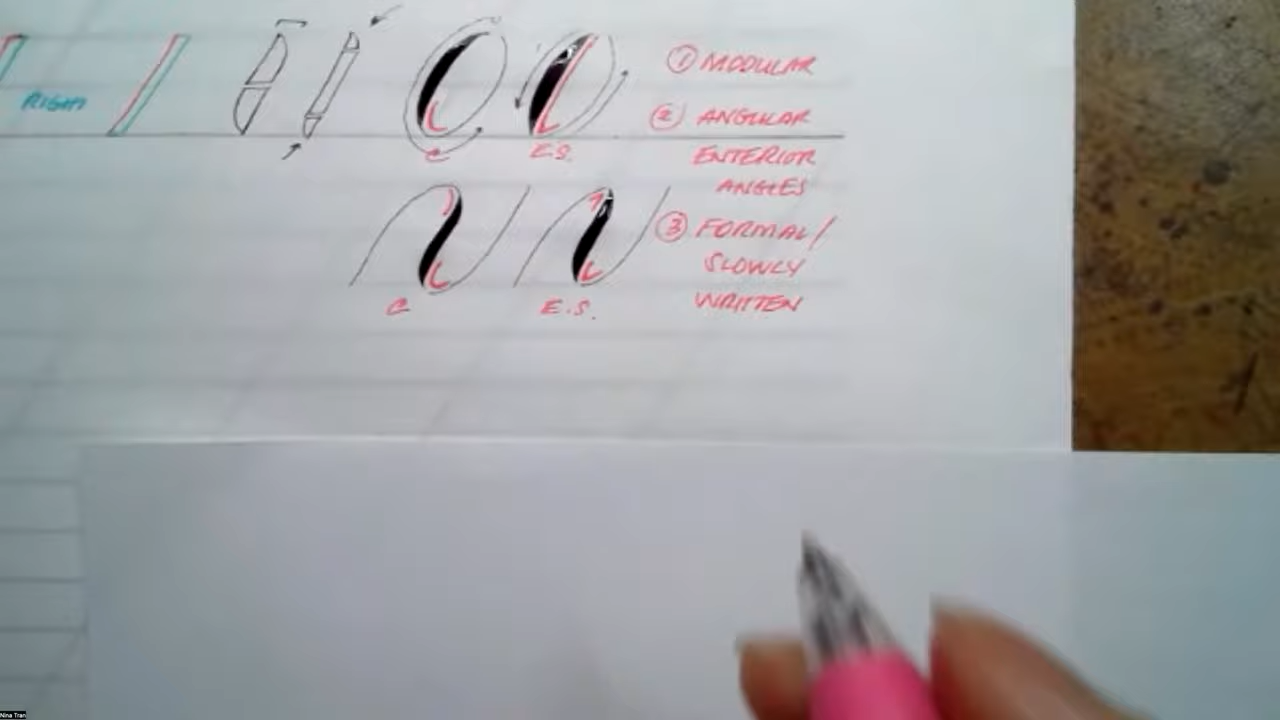 RIGHT
① MODULAR
② ANGULAR
ENTERIOR
ANGLES
C
E.S.
③ FORMAL/
SLOWLY
WRITTEN
C
E.S.
Nina Tran